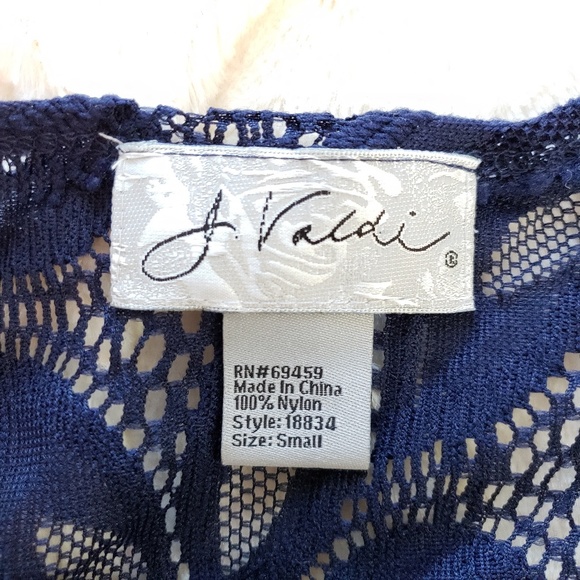 J. Valdi ®
RN#69459
Made In China
100% Nylon
Style: 18834
Size: Small